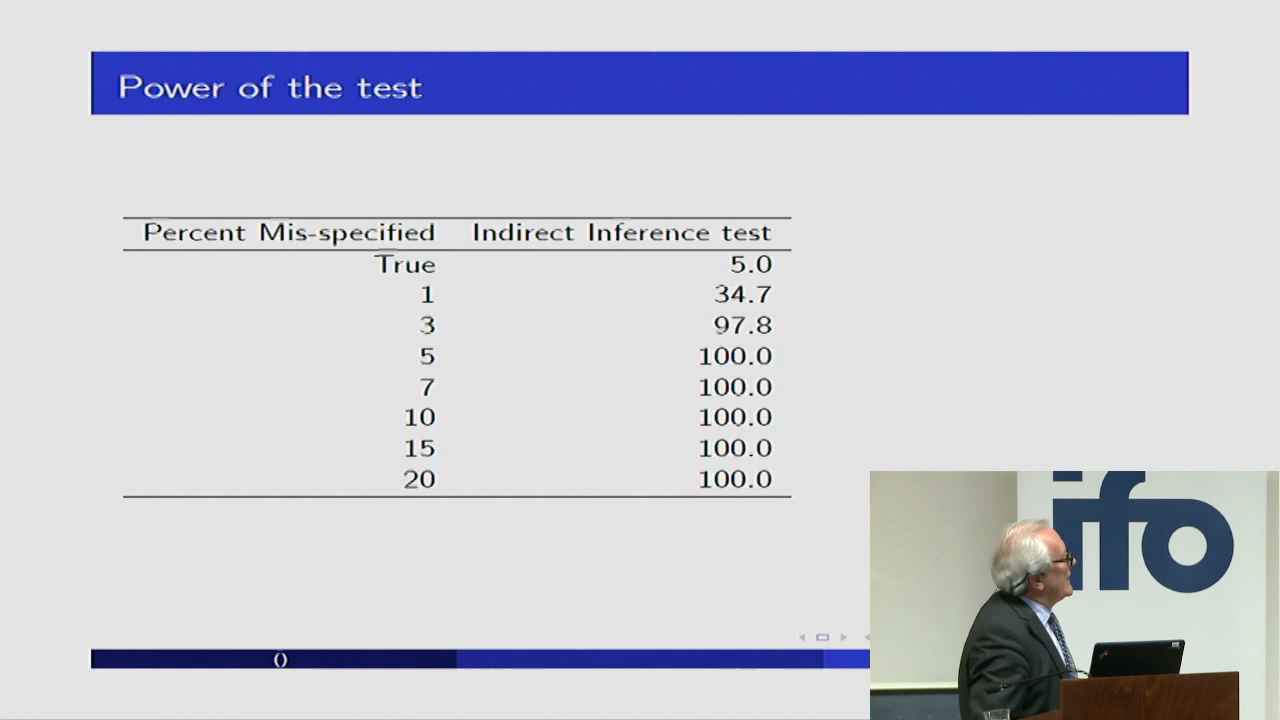 Power of the test
Percent Mis-specified Indirect Inference test
True 5.0
1 34.7
3 97.8
5 100.0
7 100.0
10 100.0
15 100.0
20 100.0
()
ifo